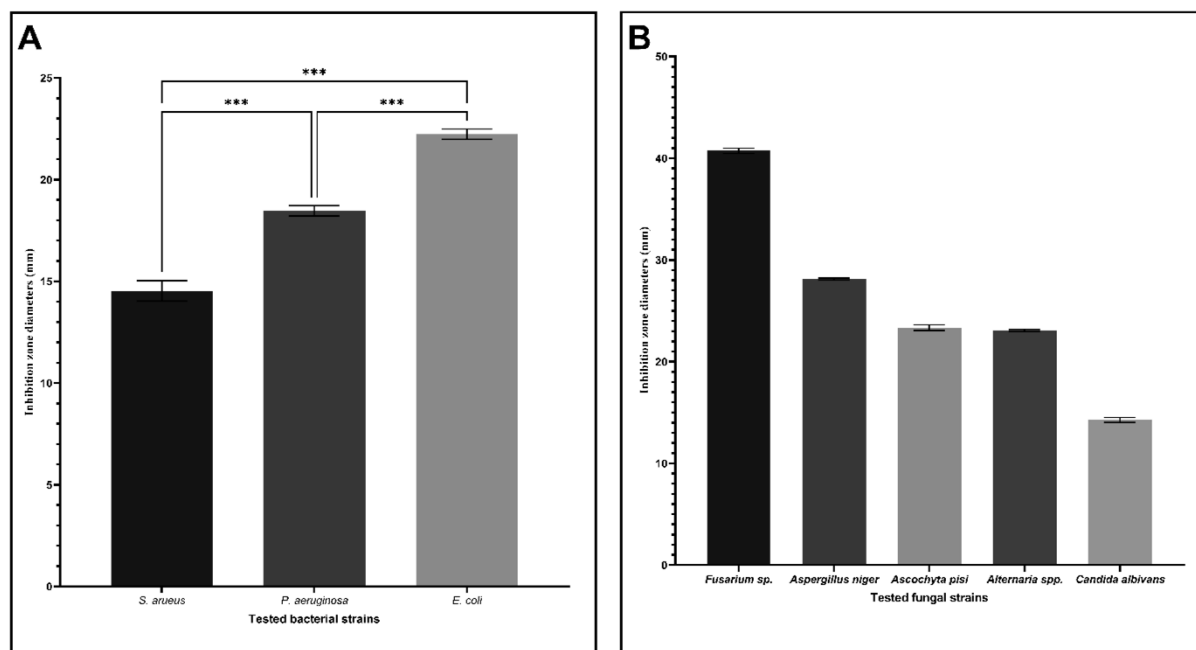 A
***
***
***
25
20
15
10
5
0
Inhibition zone diameters (mm)
S. arueus
P. aeruginosa
E. coli
Tested bacterial strains
B
50
40
30
20
10
0
Inhibition zone diameters (mm)
Fusarium sp.
Aspergillus niger
Ascochyta pisi
Alternaria spp.
Candida albivans
Tested fungal strains